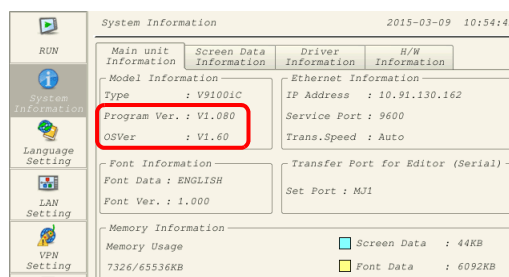 System Information 2015-03-09 10:54:4
RUN
System Information
Language Setting
LAN Setting
VPN Setting
Main unit Information
Screen Data Information
Driver Information
H/W Information
Model Information
Type : V9100iC
Program Ver. : V1.080
OSVer : V1.60
Ethernet Information
IP Address : 10.91.130.162
Service Port : 9600
Trans.Speed : Auto
Font Information
Font Data : ENGLISH
Font Ver. : 1.000
Transfer Port for Editor (Serial)
Set Port : MJ1
Memory Information
Memory Usage
7326/65536KB
Screen Data : 44KB
Font Data : 6092KB